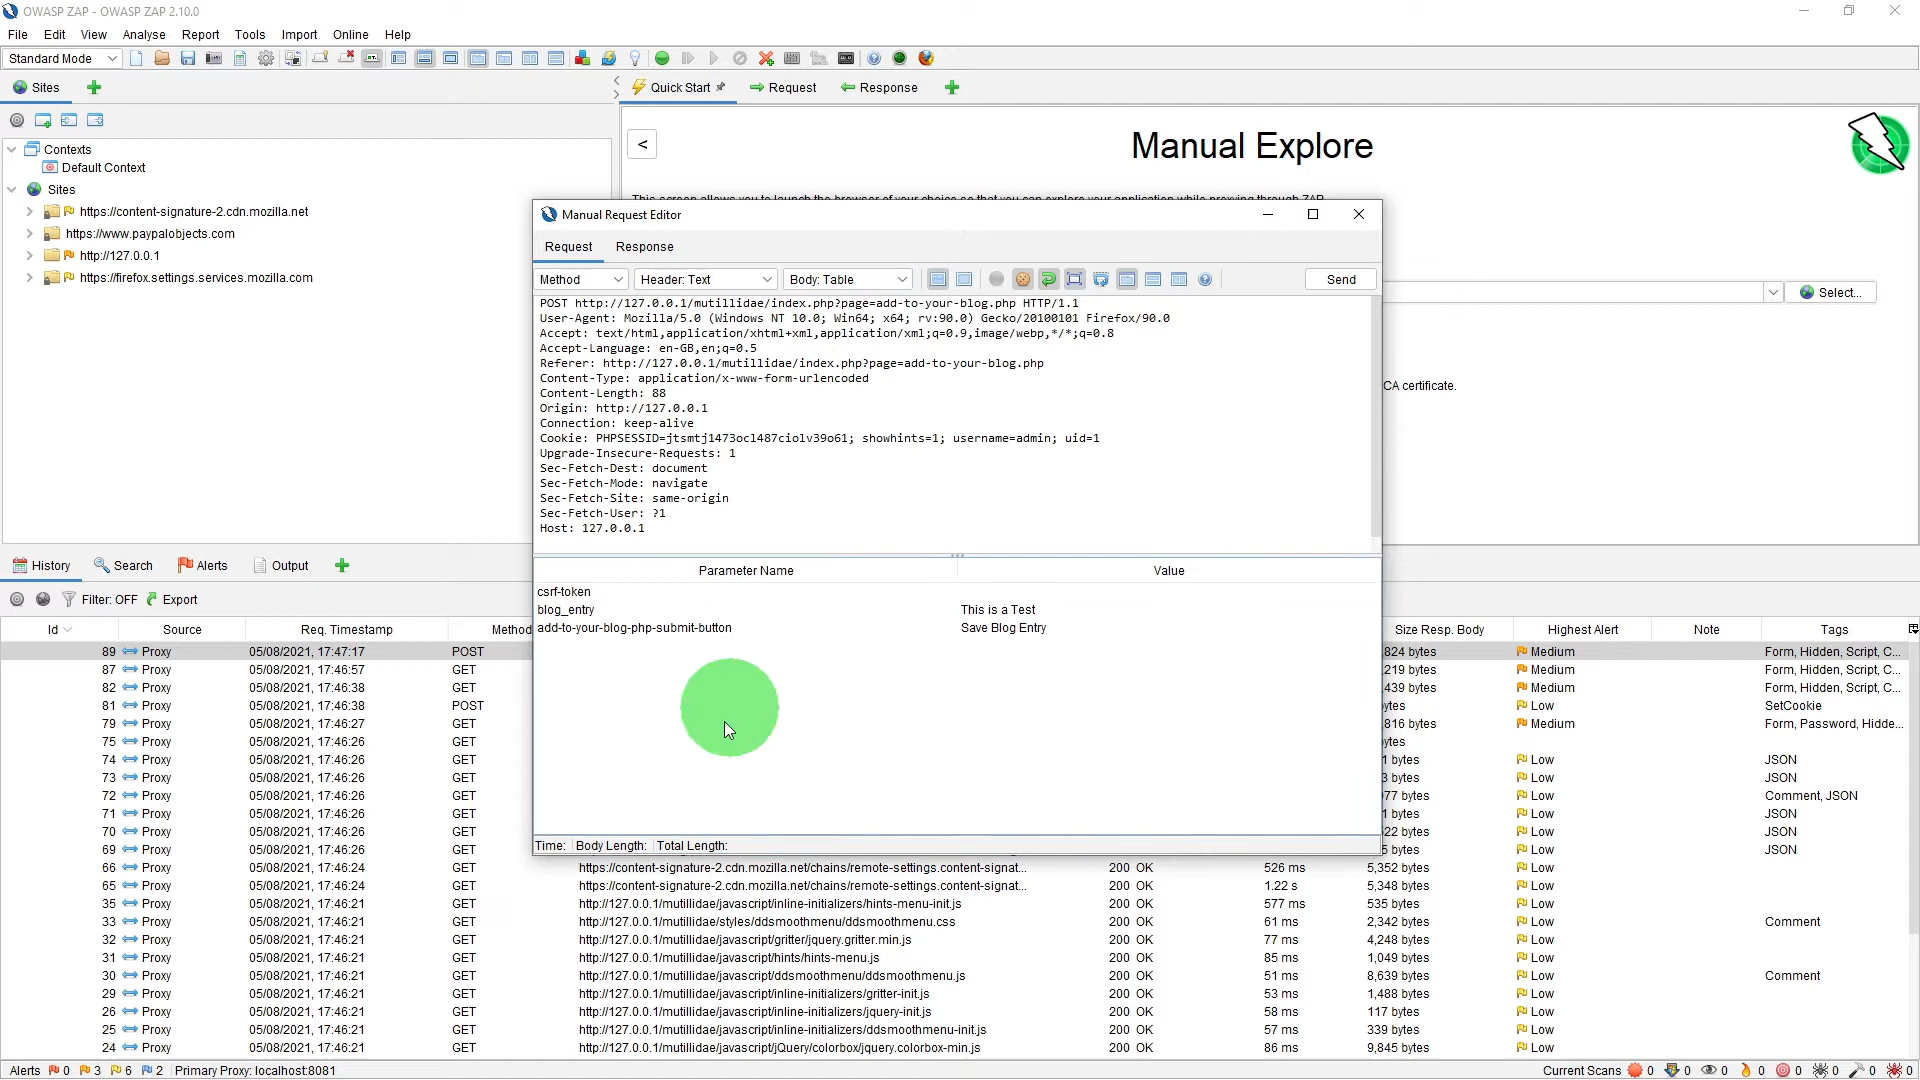 OWASP ZAP - OWASP ZAP 2.10.0
File Edit View Analyse Report Tools Import Online Help
Standard Mode
Sites
Quick Start Request Response
Contexts
Default Context
Sites
https://content-signature-2.cdn.mozilla.net
https://www.paypalobjects.com
http://127.0.0.1
https://firefox.settings.services.mozilla.com
<
Manual Explore
This screen allows you to launch the browser of your choice so that you can explore your application while proxying through ZAP.
Select...
CA certificate.
Manual Request Editor
Request Response
Method Header: Text Body: Table Send
POST http://127.0.0.1/mutillidae/index.php?page=add-to-your-blog.php HTTP/1.1
User-Agent: Mozilla/5.0 (Windows NT 10.0; Win64; x64; rv:90.0) Gecko/20100101 Firefox/90.0
Accept: text/html,application/xhtml+xml,application/xml;q=0.9,image/webp,*/*;q=0.8
Accept-Language: en-GB,en;q=0.5
Referer: http://127.0.0.1/mutillidae/index.php?page=add-to-your-blog.php
Content-Type: application/x-www-form-urlencoded
Content-Length: 88
Origin: http://127.0.0.1
Connection: keep-alive
Cookie: PHPSESSID=jtsmtj1473ocl487ciolv39o61; showhints=1; username=admin; uid=1
Upgrade-Insecure-Requests: 1
Sec-Fetch-Dest: document
Sec-Fetch-Mode: navigate
Sec-Fetch-Site: same-origin
Sec-Fetch-User: ?1
Host: 127.0.0.1
Parameter Name Value
csrf-token
blog_entry This is a Test
add-to-your-blog-php-submit-button Save Blog Entry
Time: Body Length: Total Length:
History Search Alerts Output
Filter: OFF Export
Id Source Req. Timestamp Method Size Resp. Body Highest Alert Note Tags
89 Proxy 05/08/2021, 17:47:17 POST ,824 bytes Medium Form, Hidden, Script, C...
87 Proxy 05/08/2021, 17:46:57 GET ,219 bytes Medium Form, Hidden, Script, C...
82 Proxy 05/08/2021, 17:46:38 GET ,439 bytes Medium Form, Hidden, Script, C...
81 Proxy 05/08/2021, 17:46:38 POST ytes Low SetCookie
79 Proxy 05/08/2021, 17:46:27 GET ,816 bytes Medium Form, Password, Hidde...
75 Proxy 05/08/2021, 17:46:26 GET ytes
74 Proxy 05/08/2021, 17:46:26 GET 1 bytes Low JSON
73 Proxy 05/08/2021, 17:46:26 GET 3 bytes Low JSON
72 Proxy 05/08/2021, 17:46:26 GET 77 bytes Low Comment, JSON
71 Proxy 05/08/2021, 17:46:26 GET 1 bytes Low JSON
70 Proxy 05/08/2021, 17:46:26 GET 22 bytes Low JSON
69 Proxy 05/08/2021, 17:46:26 GET 5 bytes Low JSON
66 Proxy 05/08/2021, 17:46:24 GET https://content-signature-2.cdn.mozilla.net/chains/remote-settings.content-signat... 200 OK 526 ms 5,352 bytes Low
65 Proxy 05/08/2021, 17:46:24 GET https://content-signature-2.cdn.mozilla.net/chains/remote-settings.content-signat... 200 OK 1.22 s 5,348 bytes Low
35 Proxy 05/08/2021, 17:46:21 GET http://127.0.0.1/mutillidae/javascript/inline-initializers/hints-menu-init.js 200 OK 577 ms 535 bytes Low
33 Proxy 05/08/2021, 17:46:21 GET http://127.0.0.1/mutillidae/styles/ddsmoothmenu/ddsmoothmenu.css 200 OK 61 ms 2,342 bytes Low Comment
32 Proxy 05/08/2021, 17:46:21 GET http://127.0.0.1/mutillidae/javascript/gritter/jquery.gritter.min.js 200 OK 77 ms 4,248 bytes Low
31 Proxy 05/08/2021, 17:46:21 GET http://127.0.0.1/mutillidae/javascript/hints/hints-menu.js 200 OK 85 ms 1,049 bytes Low
30 Proxy 05/08/2021, 17:46:21 GET http://127.0.0.1/mutillidae/javascript/ddsmoothmenu/ddsmoothmenu.js 200 OK 51 ms 8,639 bytes Low Comment
29 Proxy 05/08/2021, 17:46:21 GET http://127.0.0.1/mutillidae/javascript/inline-initializers/gritter-init.js 200 OK 53 ms 1,488 bytes Low
26 Proxy 05/08/2021, 17:46:21 GET http://127.0.0.1/mutillidae/javascript/inline-initializers/jquery-init.js 200 OK 58 ms 117 bytes Low
25 Proxy 05/08/2021, 17:46:21 GET http://127.0.0.1/mutillidae/javascript/inline-initializers/ddsmoothmenu-init.js 200 OK 57 ms 339 bytes Low
24 Proxy 05/08/2021, 17:46:21 GET http://127.0.0.1/mutillidae/javascript/jQuery/colorbox/jquery.colorbox-min.js 200 OK 86 ms 9,845 bytes Low
Alerts 0 3 6 2 Primary Proxy: localhost:8081 Current Scans 0 0 0 0 0 0 0 0